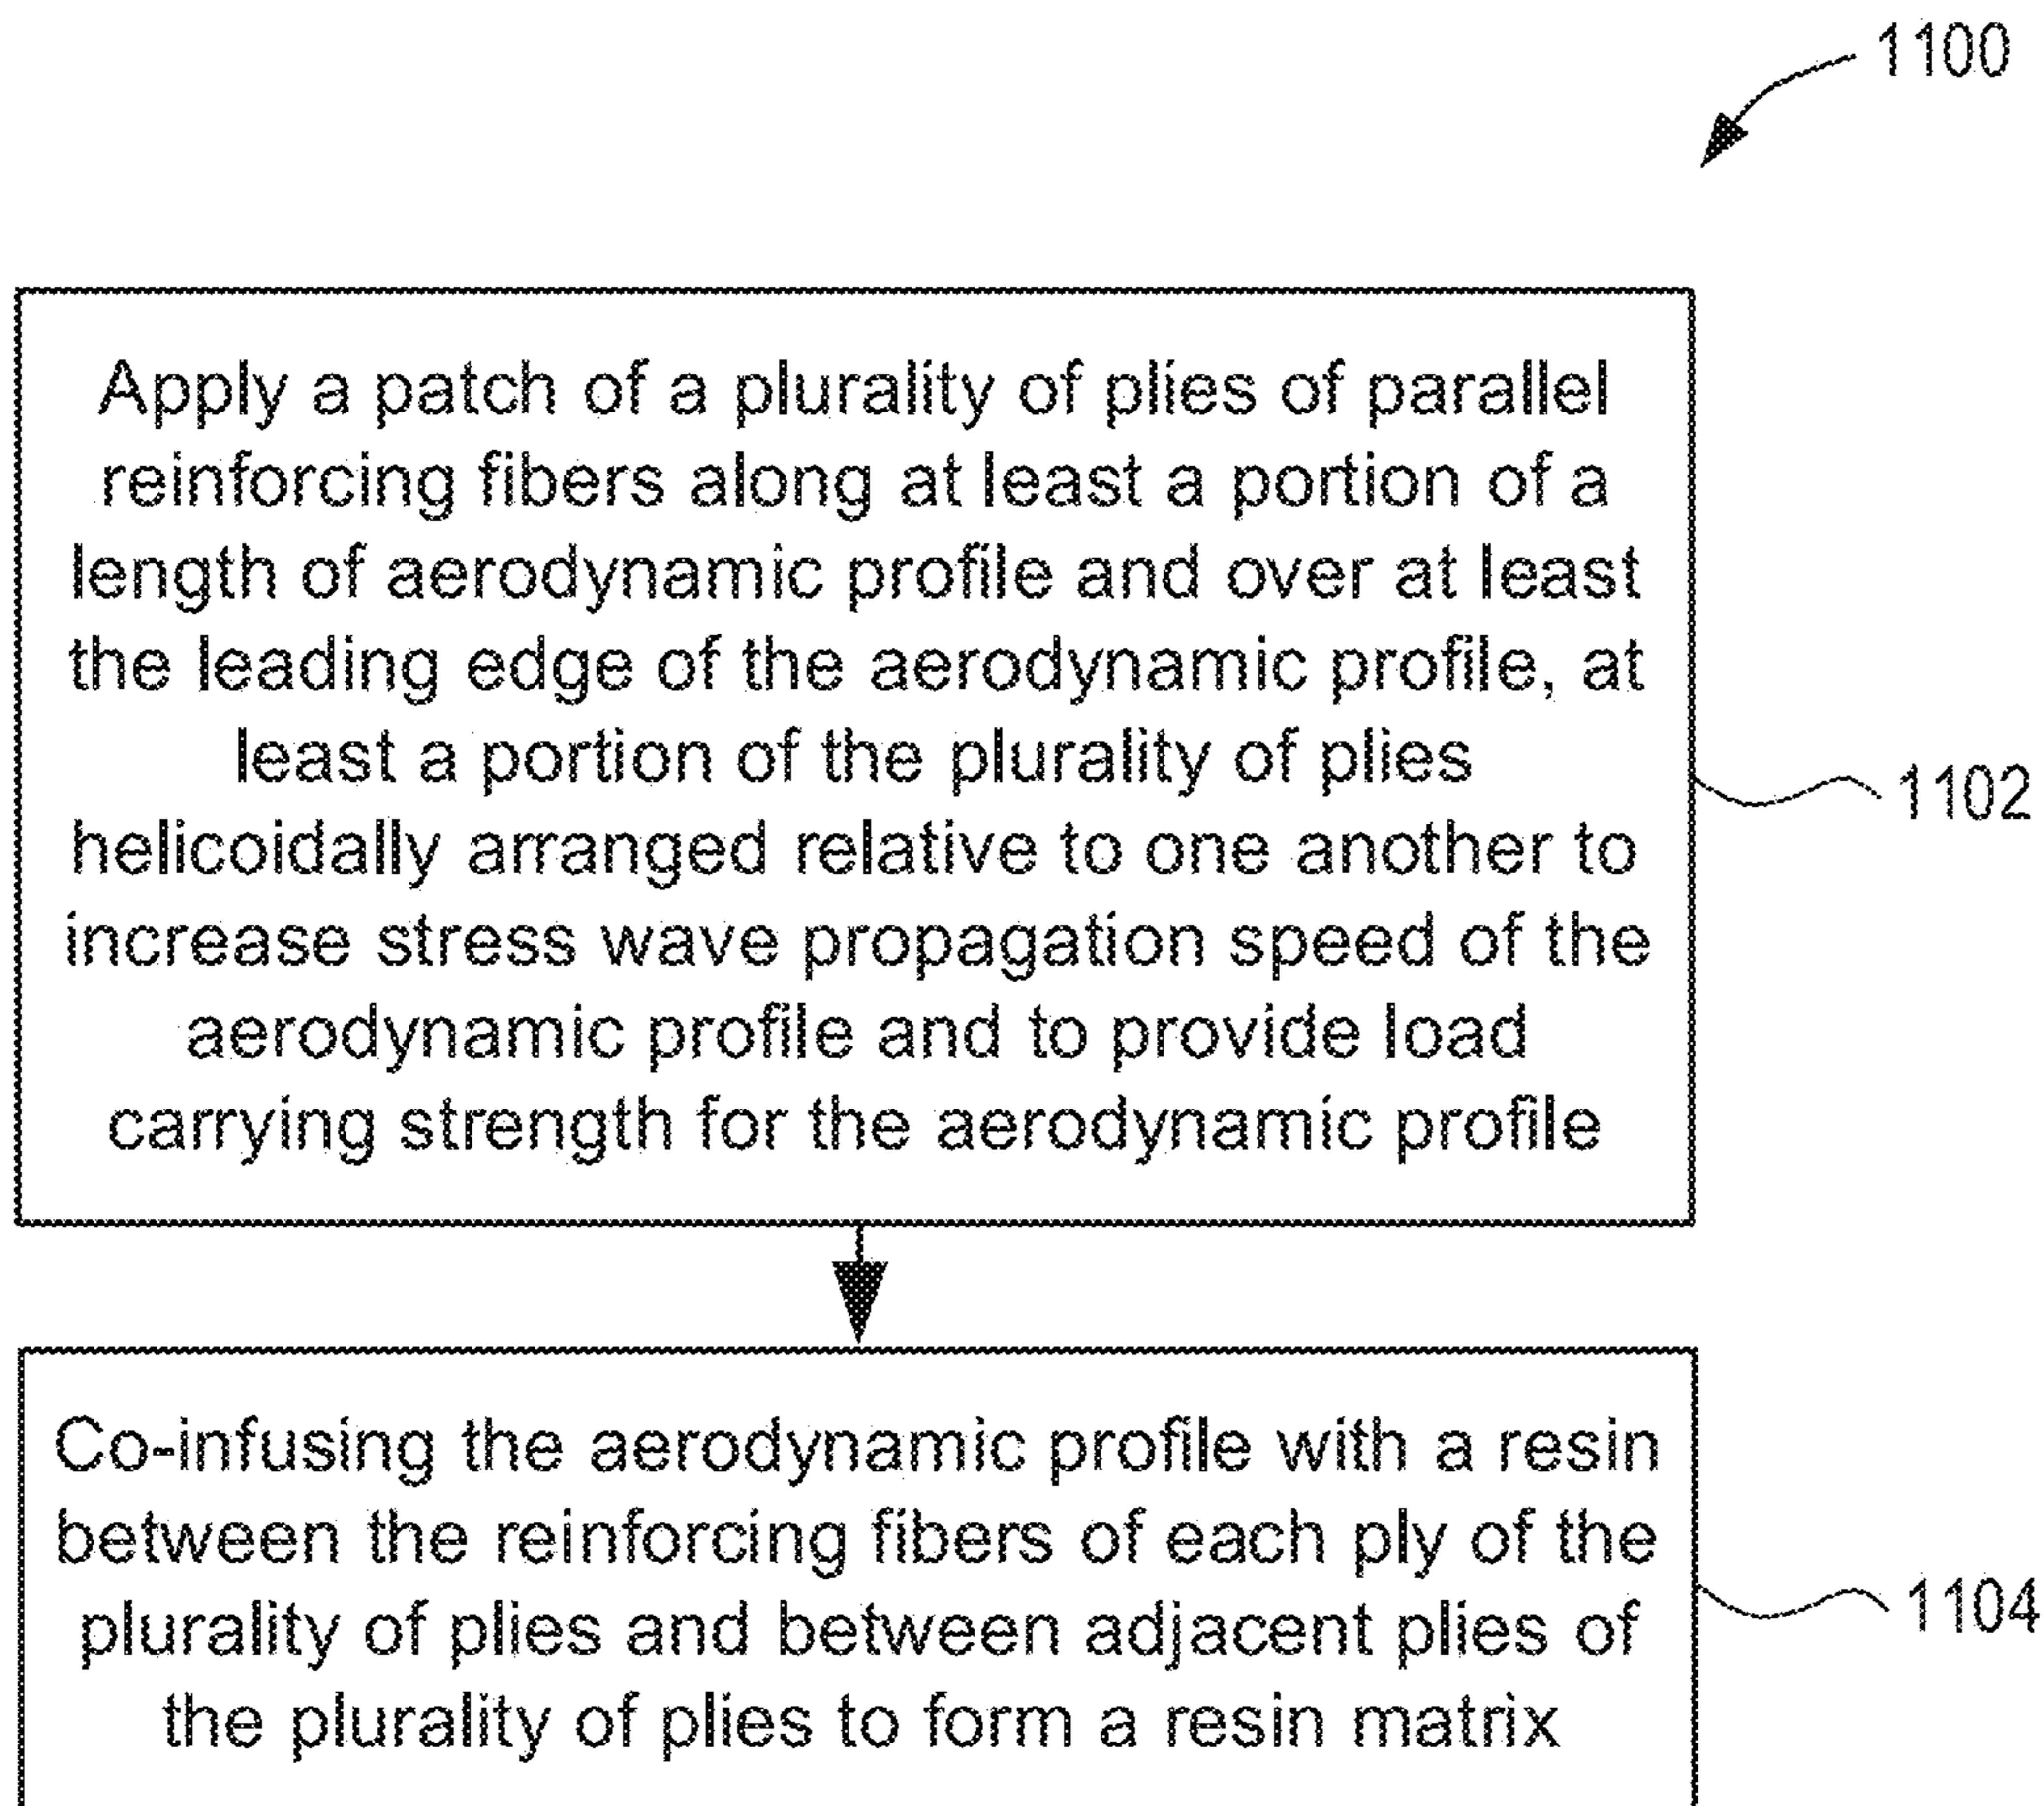 1100
Apply a patch of a plurality of plies of parallel
reinforcing fibers along at least a portion of a
length of aerodynamic profile and over at least
the leading edge of the aerodynamic profile, at
least a portion of the plurality of plies
helicoidally arranged relative to one another to
increase stress wave propagation speed of the
aerodynamic profile and to provide load
carrying strength for the aerodynamic profile
1102
Co-infusing the aerodynamic profile with a resin
between the reinforcing fibers of each ply of the
plurality of plies and between adjacent plies of
the plurality of plies to form a resin matrix
1104